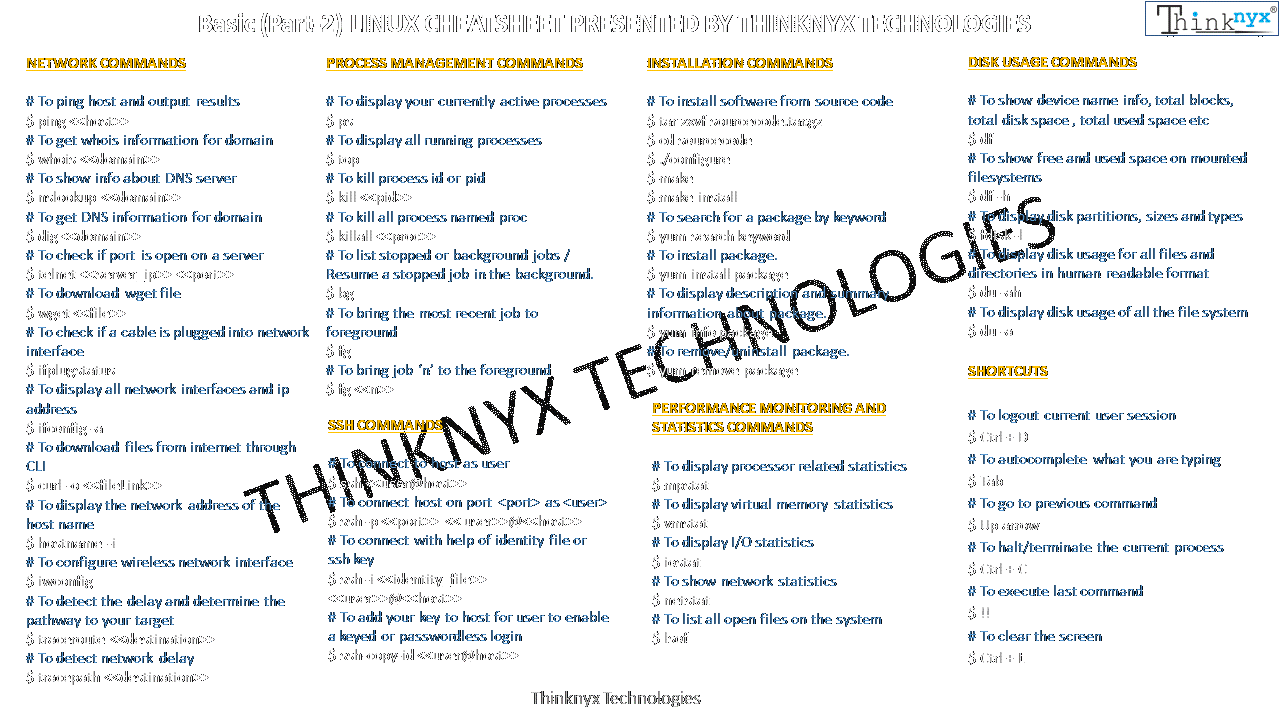 Basic (Part-2) LINUX CHEATSHEET PRESENTED BY THINKNYX TECHNOLOGIES
Thinknyx®
NETWORK COMMANDS
# To ping host and output results
$ ping <<host>>
# To get whois information for domain
$ whois <<domain>>
# To show info about DNS server
$ nslookup <<domain>>
# To get DNS information for domain
$ dig <<domain>>
# To check if port is open on a server
$ telnet <<server_ip>> <<port>>
# To download wget file
$ wget <<file>>
# To check if a cable is plugged into network
interface
$ ifplugstatus
# To display all network interfaces and ip
address
$ ifconfig -a
# To download files from internet through
CLI
$ curl -o <<fileLink>>
# To display the network address of the
host name
$ hostname -i
# To configure wireless network interface
$ iwconfig
# To detect the delay and determine the
pathway to your target
$ traceroute <<destination>>
# To detect network delay
$ tracepath <<destination>>
PROCESS MANAGEMENT COMMANDS
# To display your currently active processes
$ ps
# To display all running processes
$ top
# To kill process id or pid
$ kill <<pid>>
# To kill all process named proc
$ killall <<proc>>
# To list stopped or background jobs /
Resume a stopped job in the background.
$ bg
# To bring the most recent job to
foreground
$ fg
# To bring job 'n' to the foreground
$ fg <<n>>
SSH COMMANDS
# To connect to host as user
$ ssh <<user@host>>
# To connect host on port <port> as <user>
$ ssh -p <<port>> <<user>>@<<host>>
# To connect with help of identity file or
ssh key
$ ssh -i <<identity_file>>
<<user>>@<<host>>
# To add your key to host for user to enable
a keyed or passwordless login
$ ssh-copy-id <<user@host>>
INSTALLATION COMMANDS
# To install software from source code
$ tar zxvf sourcecode.tar.gz
$ cd sourcecode
$ ./configure
$ make
$ make install
# To search for a package by keyword
$ yum search keyword
# To install package.
$ yum install package
# To display description and summary
information about package.
$ yum info package
# To remove/uninstall package.
$ yum remove package
PERFORMANCE MONITORING AND
STATISTICS COMMANDS
# To display processor related statistics
$ mpstat
# To display virtual memory statistics
$ vmstat
# To display I/O statistics
$ iostat
# To show network statistics
$ netstat
# To list all open files on the system
$ lsof
DISK USAGE COMMANDS
# To show device name info, total blocks,
total disk space , total used space etc
$ df
# To show free and used space on mounted
filesystems
$ df -h
# To display disk partitions, sizes and types
$ fdisk -l
# To display disk usage for all files and
directories in human readable format
$ du -ah
# To display disk usage of all the file system
$ du -a
SHORTCUTS
# To logout current user session
$ Ctrl + D
# To autocomplete what you are typing
$ Tab
# To go to previous command
$ Up arrow
# To halt/terminate the current process
$ Ctrl + C
# To execute last command
$ !!
# To clear the screen
$ Ctrl + L
THINKNYX TECHNOLOGIES
Thinknyx Technologies